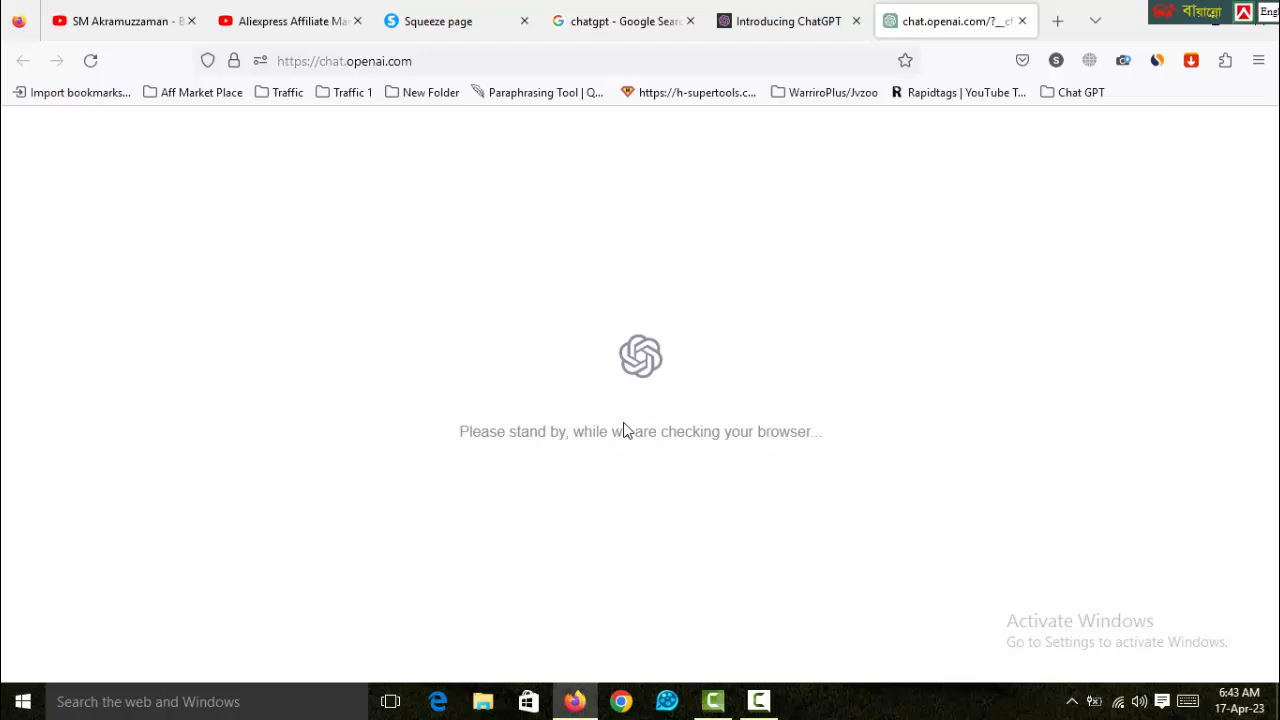 SM Akramuzzaman - B
Aliexpress Affiliate Ma
Squeeze page
chatgpt - Google Searc
Introducing ChatGPT
chat.openai.com/?__c
বায়ান্নো
Eng
https://chat.openai.com
S
Import bookmarks...
Aff Market Place
Traffic
Traffic 1
New Folder
Paraphrasing Tool | Q...
https://h-supertools.c...
WarriroPlus/Jvzoo
R
Rapidtags | YouTube T...
Chat GPT
Please stand by, while we are checking your browser...
Activate Windows
Go to Settings to activate Windows.
Search the web and Windows
6:43 AM
17-Apr-23